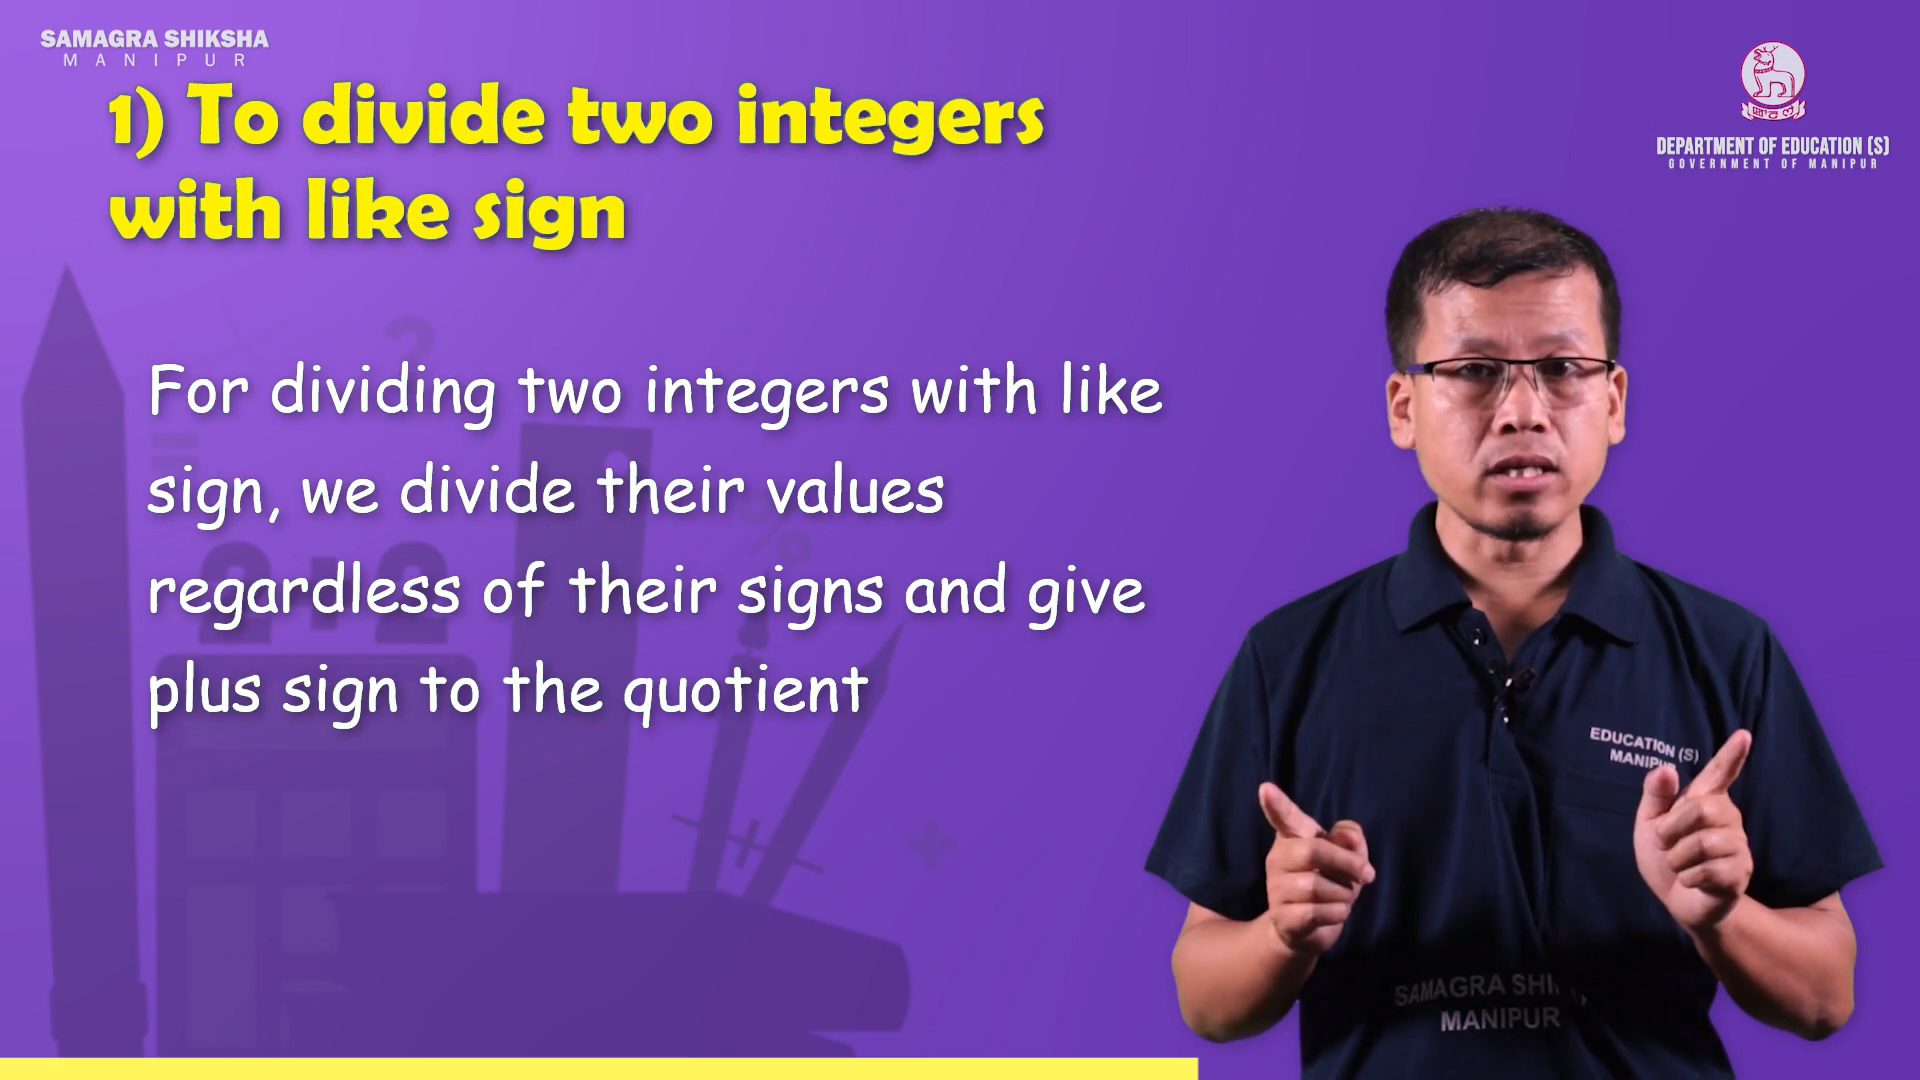 SAMAGRA SHIKSHA
MANIPUR
DEPARTMENT OF EDUCATION (S)
GOVERNMENT OF MANIPUR
1) To divide two integers
with like sign
For dividing two integers with like
sign, we divide their values
regardless of their signs and give
plus sign to the quotient
EDUCATION (S)
SAMAGRA
MANIPUR